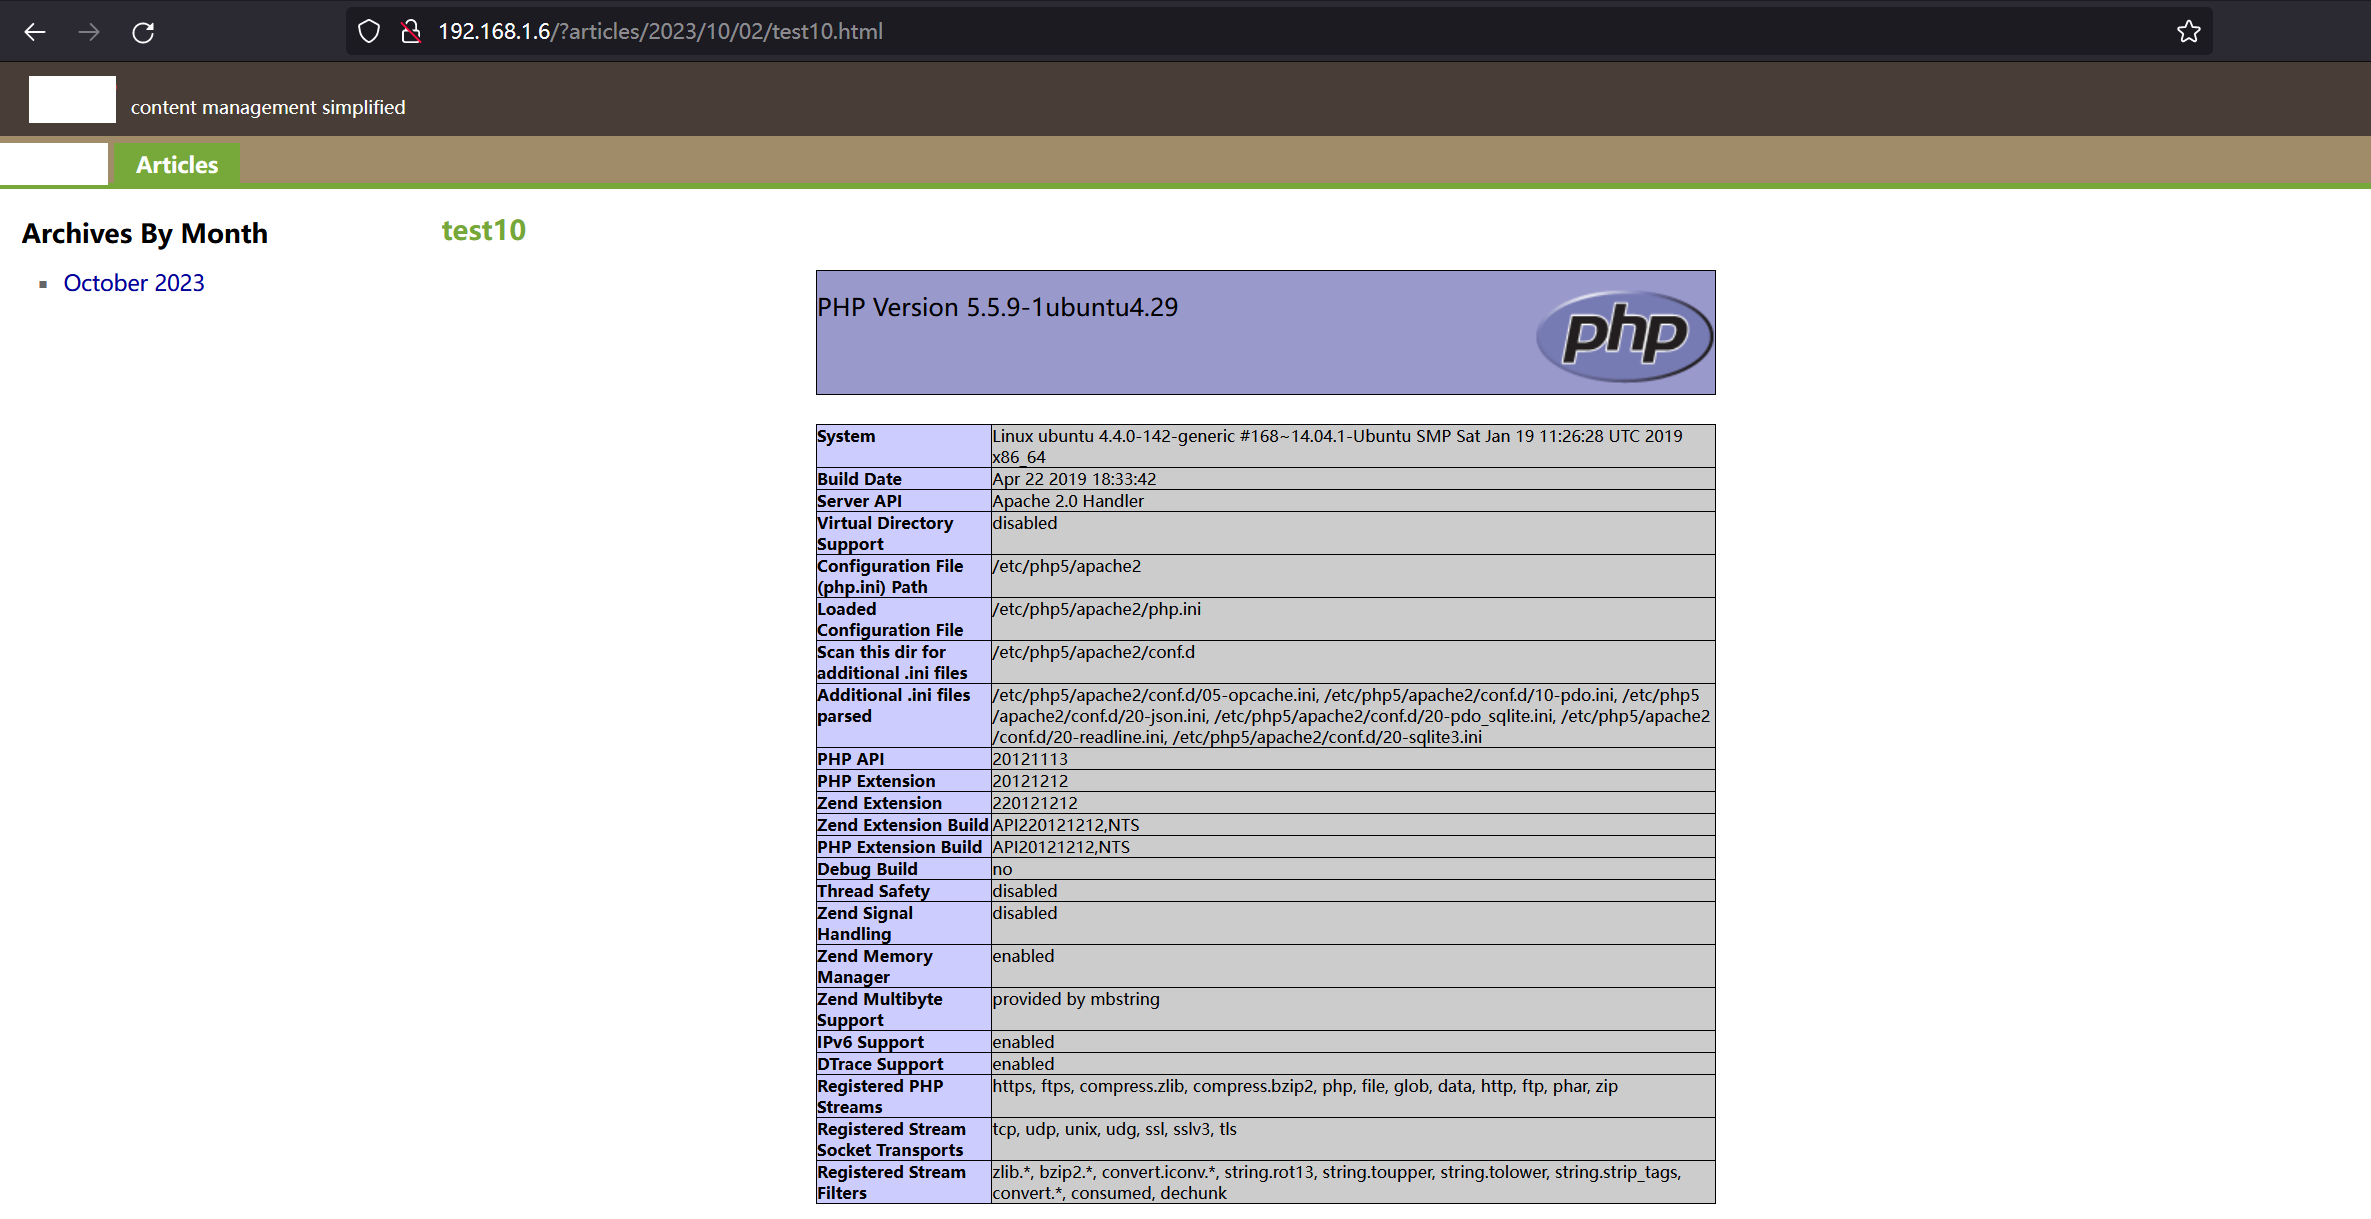 192.168.1.6/?articles/2023/10/02/test10.html
content management simplified
Articles
Archives By Month
October 2023
test10
PHP Version 5.5.9-1ubuntu4.29
php
System
Linux ubuntu 4.4.0-142-generic #168~14.04.1-Ubuntu SMP Sat Jan 19 11:26:28 UTC 2019
x86_64
Build Date
Apr 22 2019 18:33:42
Server API
Apache 2.0 Handler
Virtual Directory
Support
disabled
Configuration File
(php.ini) Path
/etc/php5/apache2
Loaded
Configuration File
/etc/php5/apache2/php.ini
Scan this dir for
additional .ini files
/etc/php5/apache2/conf.d
Additional .ini files
parsed
/etc/php5/apache2/conf.d/05-opcache.ini, /etc/php5/apache2/conf.d/10-pdo.ini, /etc/php5
/apache2/conf.d/20-json.ini, /etc/php5/apache2/conf.d/20-pdo_sqlite.ini, /etc/php5/apache2
/conf.d/20-readline.ini, /etc/php5/apache2/conf.d/20-sqlite3.ini
PHP API
20121113
PHP Extension
20121212
Zend Extension
220121212
Zend Extension Build
API220121212,NTS
PHP Extension Build
API20121212,NTS
Debug Build
no
Thread Safety
disabled
Zend Signal
Handling
disabled
Zend Memory
Manager
enabled
Zend Multibyte
Support
provided by mbstring
IPv6 Support
enabled
DTrace Support
enabled
Registered PHP
Streams
https, ftps, compress.zlib, compress.bzip2, php, file, glob, data, http, ftp, phar, zip
Registered Stream
Socket Transports
tcp, udp, unix, udg, ssl, sslv3, tls
Registered Stream
Filters
zlib.*, bzip2.*, convert.iconv.*, string.rot13, string.toupper, string.tolower, string.strip_tags,
convert.*, consumed, dechunk